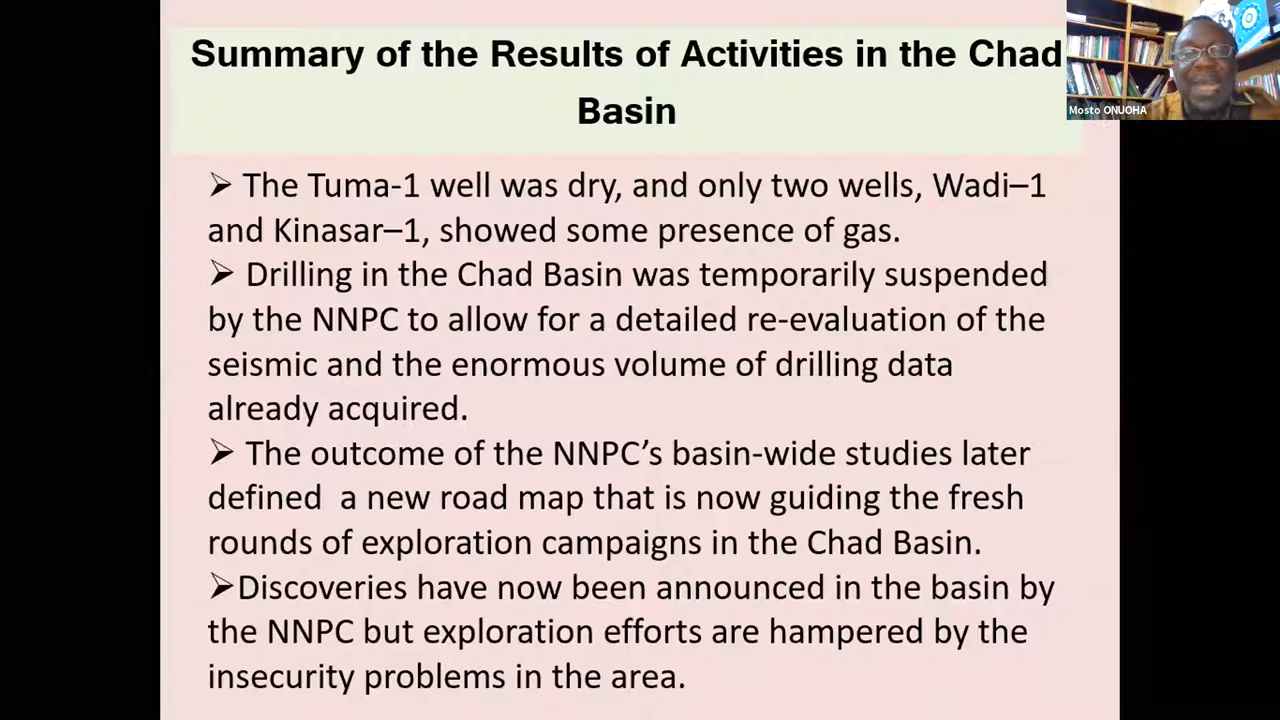 Summary of the Results of Activities in the Chad
Basin
Mosto ONUOHA
➢ The Tuma-1 well was dry, and only two wells, Wadi–1
and Kinasar–1, showed some presence of gas.
➢ Drilling in the Chad Basin was temporarily suspended
by the NNPC to allow for a detailed re-evaluation of the
seismic and the enormous volume of drilling data
already acquired.
➢ The outcome of the NNPC’s basin-wide studies later
defined  a new road map that is now guiding the fresh
rounds of exploration campaigns in the Chad Basin.
➢Discoveries have now been announced in the basin by
the NNPC but exploration efforts are hampered by the
insecurity problems in the area.